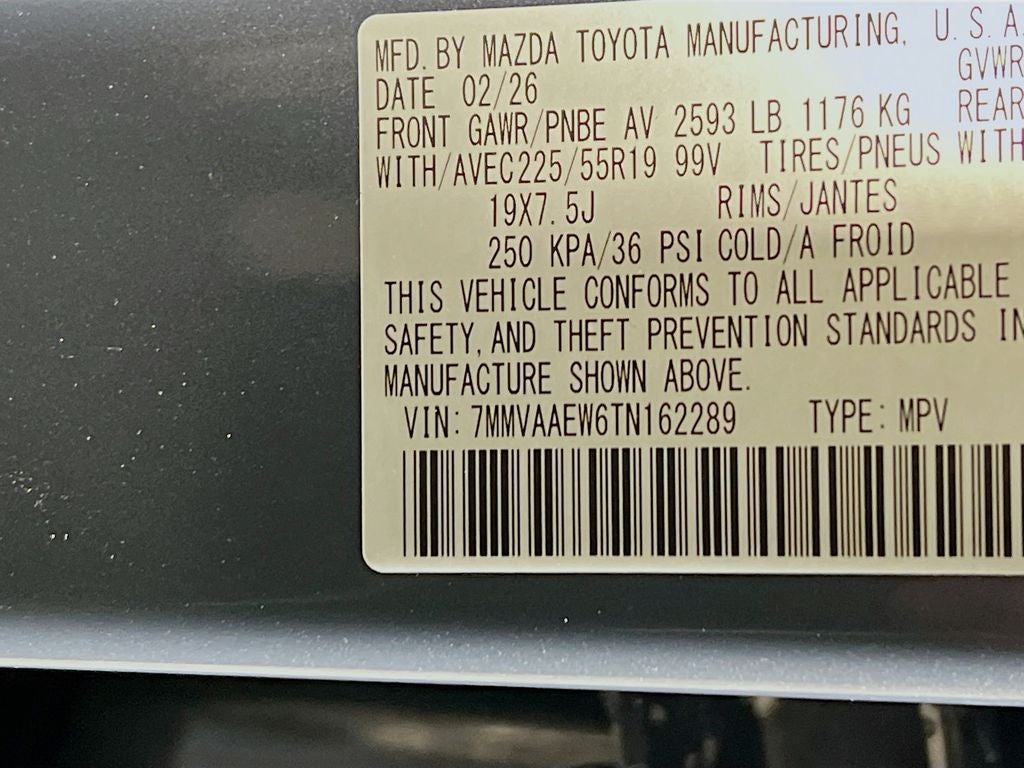 MFD. BY MAZDA TOYOTA MANUFACTURING, U.S.A.
DATE 02/26 GVWR
FRONT GAWR/PNBE AV 2593 LB 1176 KG REAR
WITH/AVEC225/55R19 99V TIRES/PNEUS WITH
19X7.5J RIMS/JANTES
250 KPA/36 PSI COLD/A FROID
THIS VEHICLE CONFORMS TO ALL APPLICABLE
SAFETY, AND THEFT PREVENTION STANDARDS IN
MANUFACTURE SHOWN ABOVE.
VIN: 7MMVAAEW6TN162289 TYPE: MPV